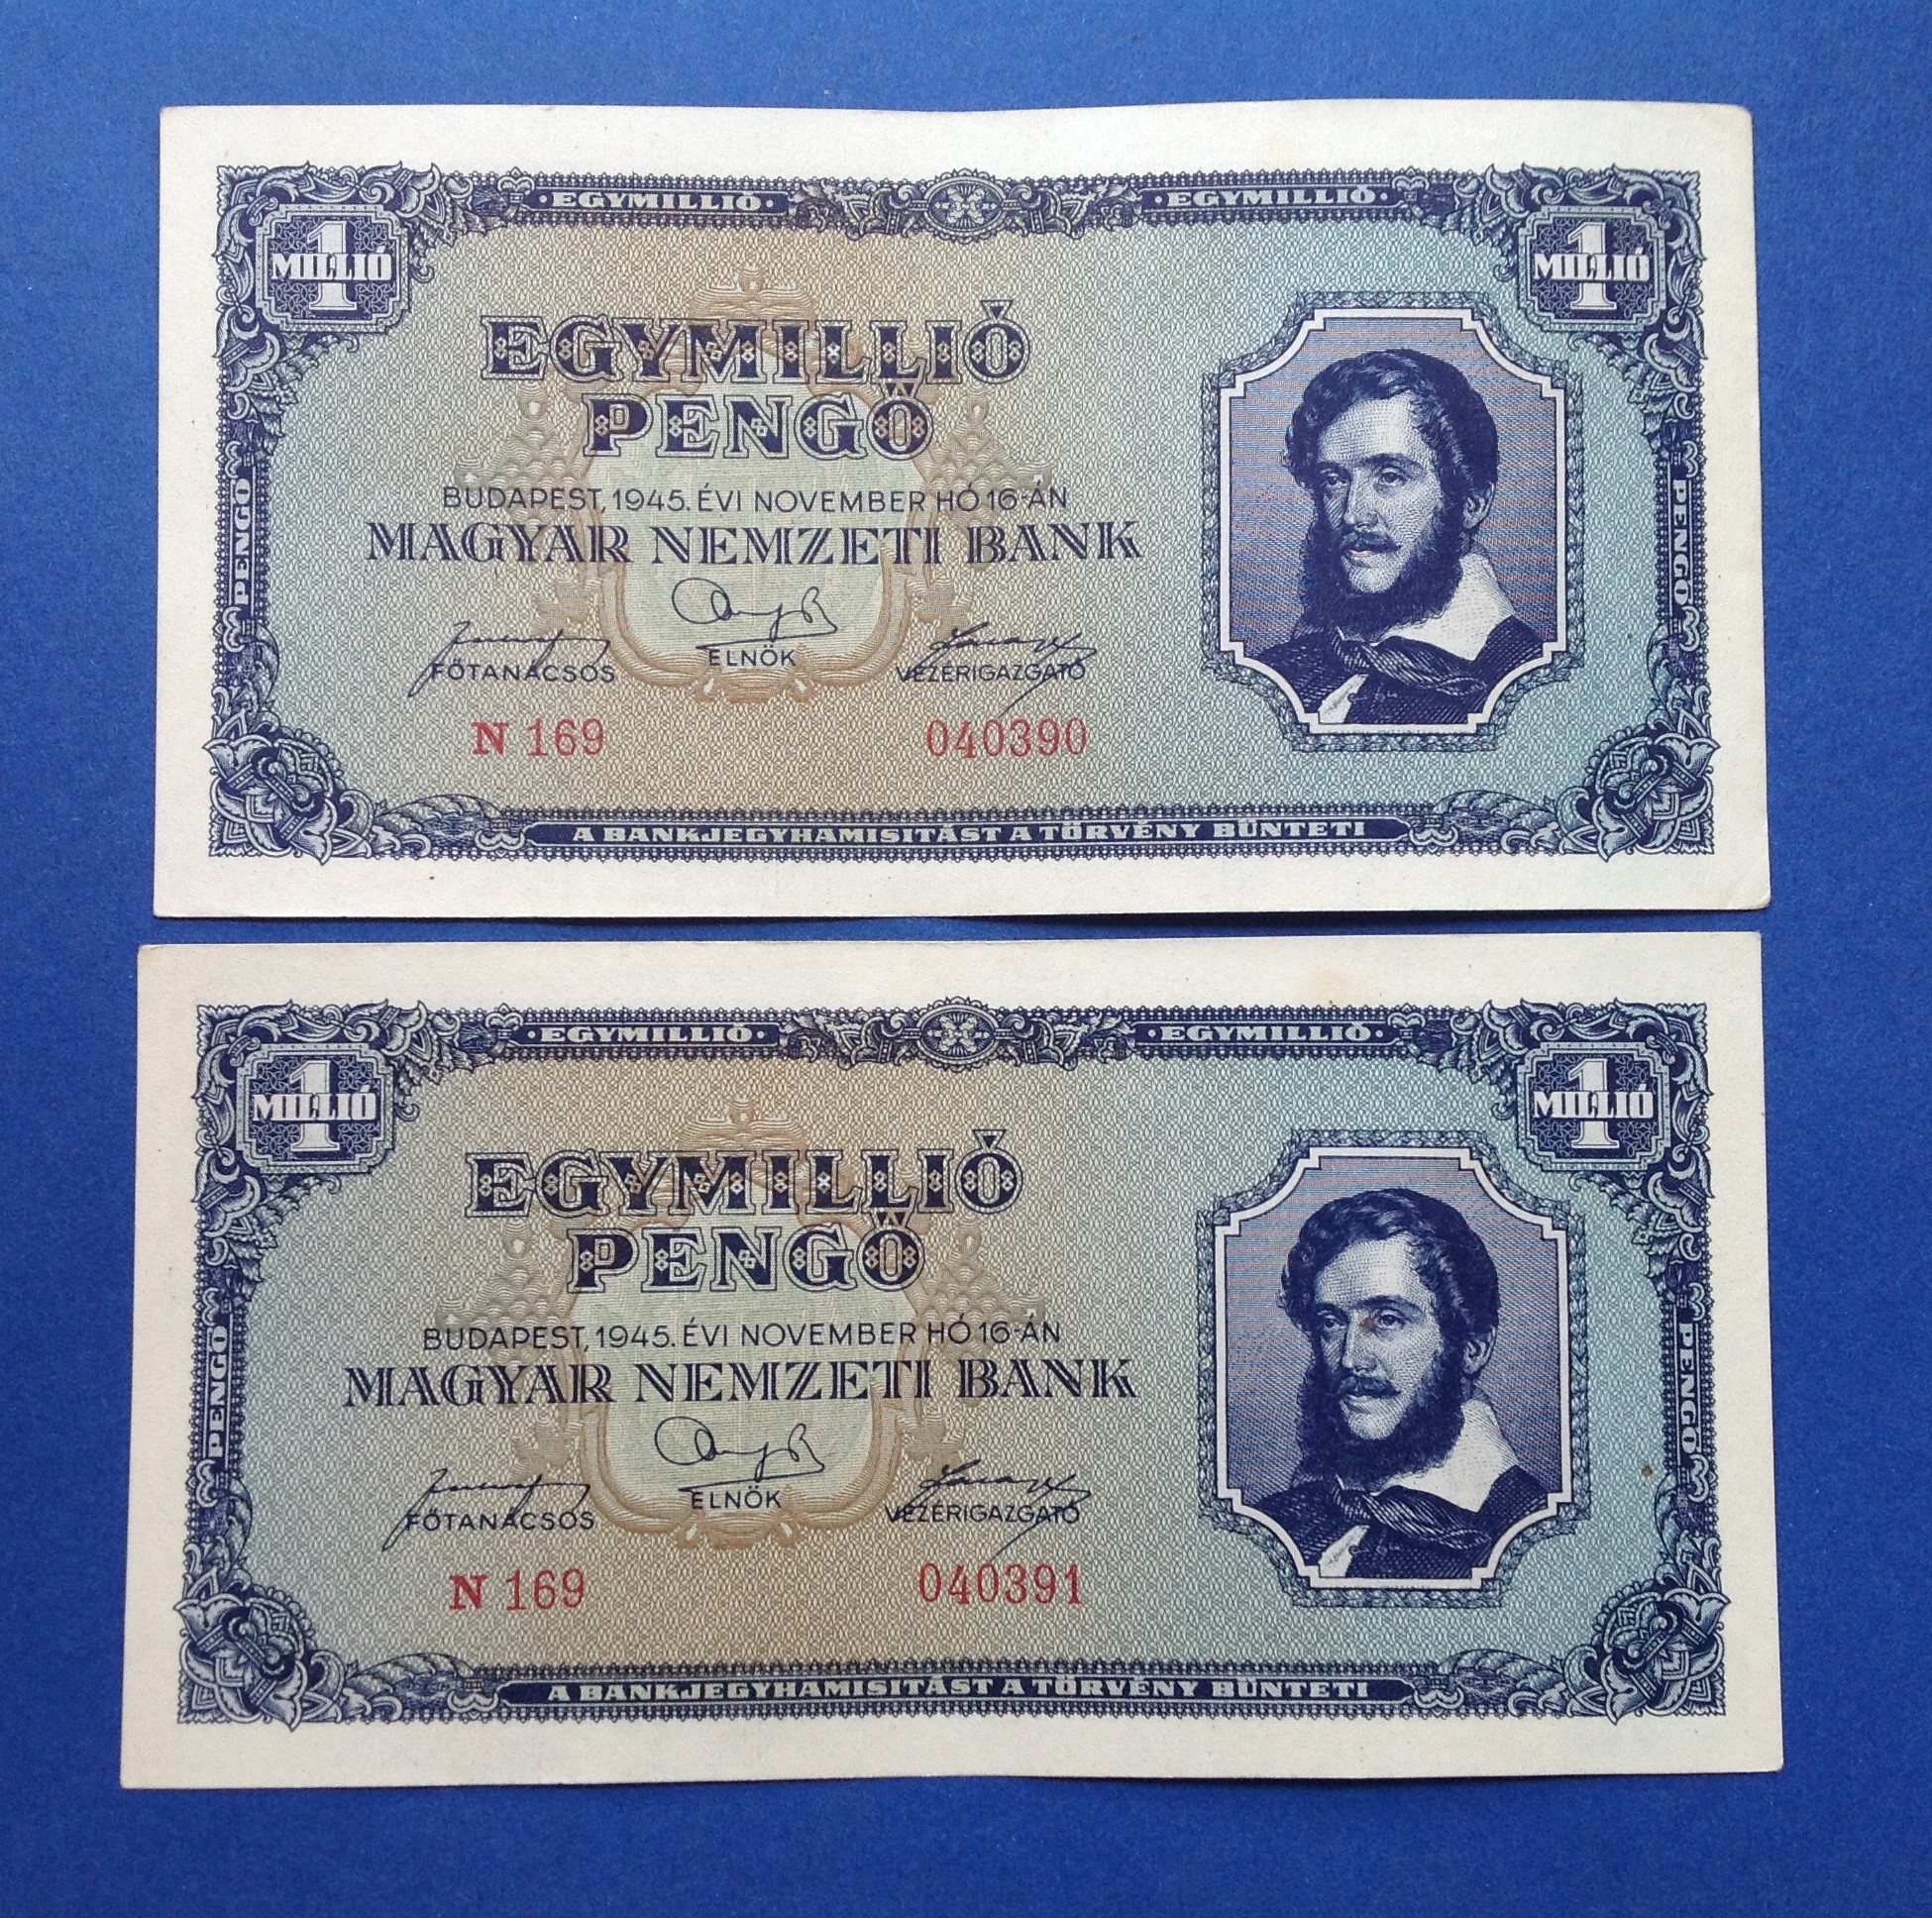 ·EGYMILLIÓ· ·EGYMILLIÓ·
1 MILLIÓ
1 MILLIÓ
EGYMILLIÓ
PENGŐ
BUDAPEST, 1945. ÉVI NOVEMBER HÓ 16-ÁN
MAGYAR NEMZETI BANK
FŐTANÁCSOS ELNÖK VEZÉRIGAZGATÓ
N 169 040390
PENGŐ
PENGŐ
A BANKJEGYHAMISITÁST A TÖRVÉNY BÜNTETI
·EGYMILLIÓ· ·EGYMILLIÓ·
1 MILLIÓ
1 MILLIÓ
EGYMILLIÓ
PENGŐ
BUDAPEST, 1945. ÉVI NOVEMBER HÓ 16-ÁN
MAGYAR NEMZETI BANK
FŐTANÁCSOS ELNÖK VEZÉRIGAZGATÓ
N 169 040391
PENGŐ
PENGŐ
A BANKJEGYHAMISITÁST A TÖRVÉNY BÜNTETI